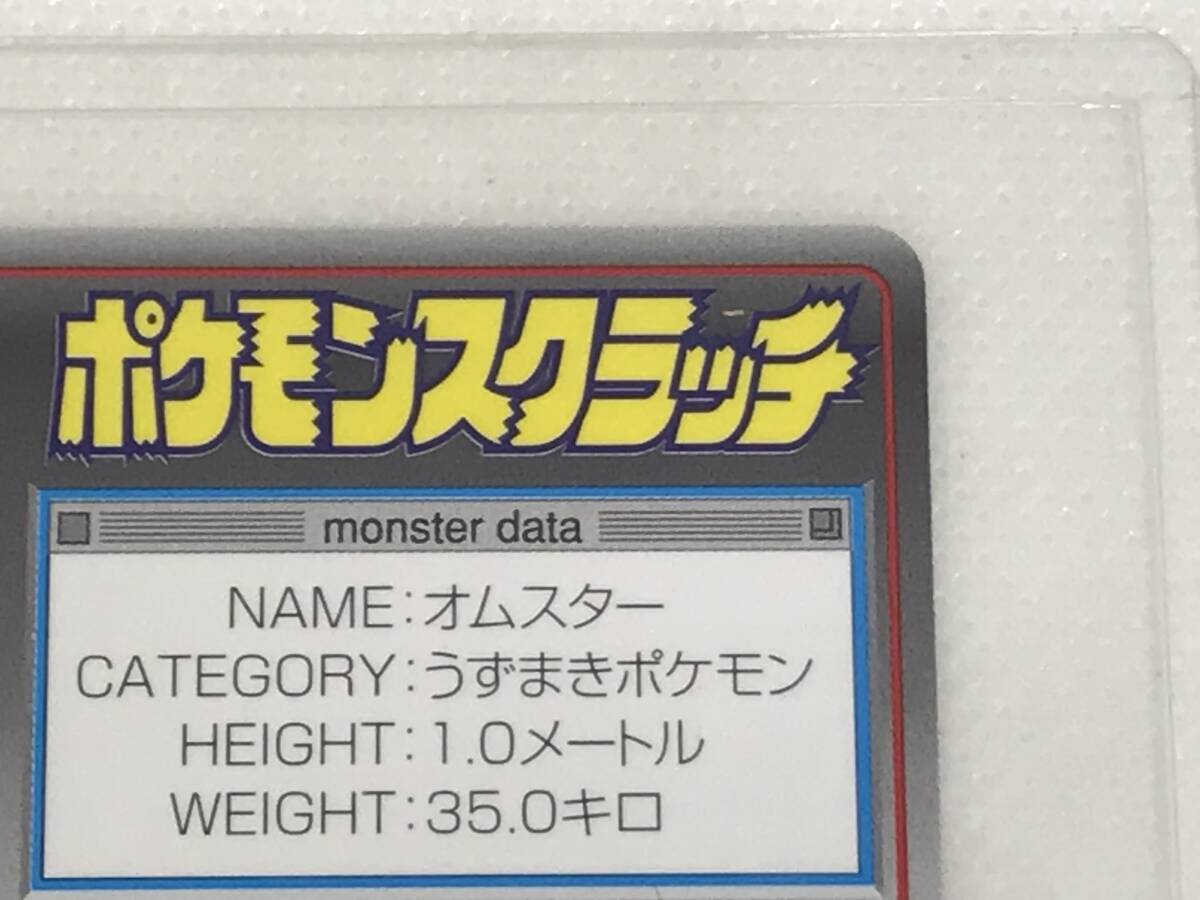 ポケモンスクラッチ
monster data
NAME:オムスター
CATEGORY:うずまきポケモン
HEIGHT:1.0メートル
WEIGHT:35.0キロ